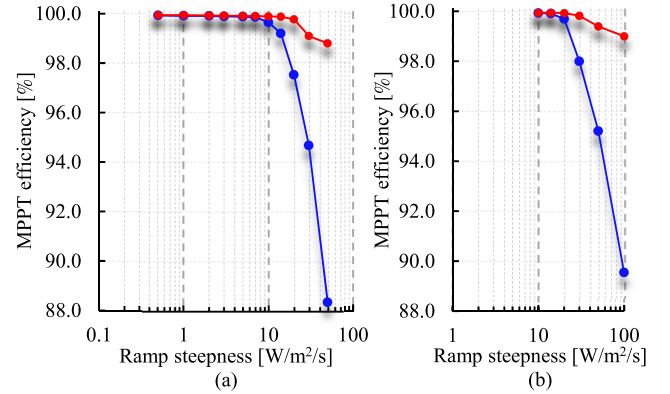 MPPT efficiency [%]
100.0
98.0
96.0
94.0
92.0
90.0
88.0
0.1 1 10 100
Ramp steepness [W/m²/s]
(a)
MPPT efficiency [%]
100.0
98.0
96.0
94.0
92.0
90.0
88.0
1 10 100
Ramp steepness [W/m²/s]
(b)